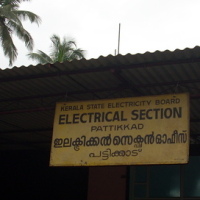 KERALA STATE ELECTRICITY BOARD
ELECTRICAL SECTION
PATTIKKAD
ഇലക്ട്രിക്കൽ സെക്ഷൻ ഓഫീസ്
പട്ടിക്കാട്